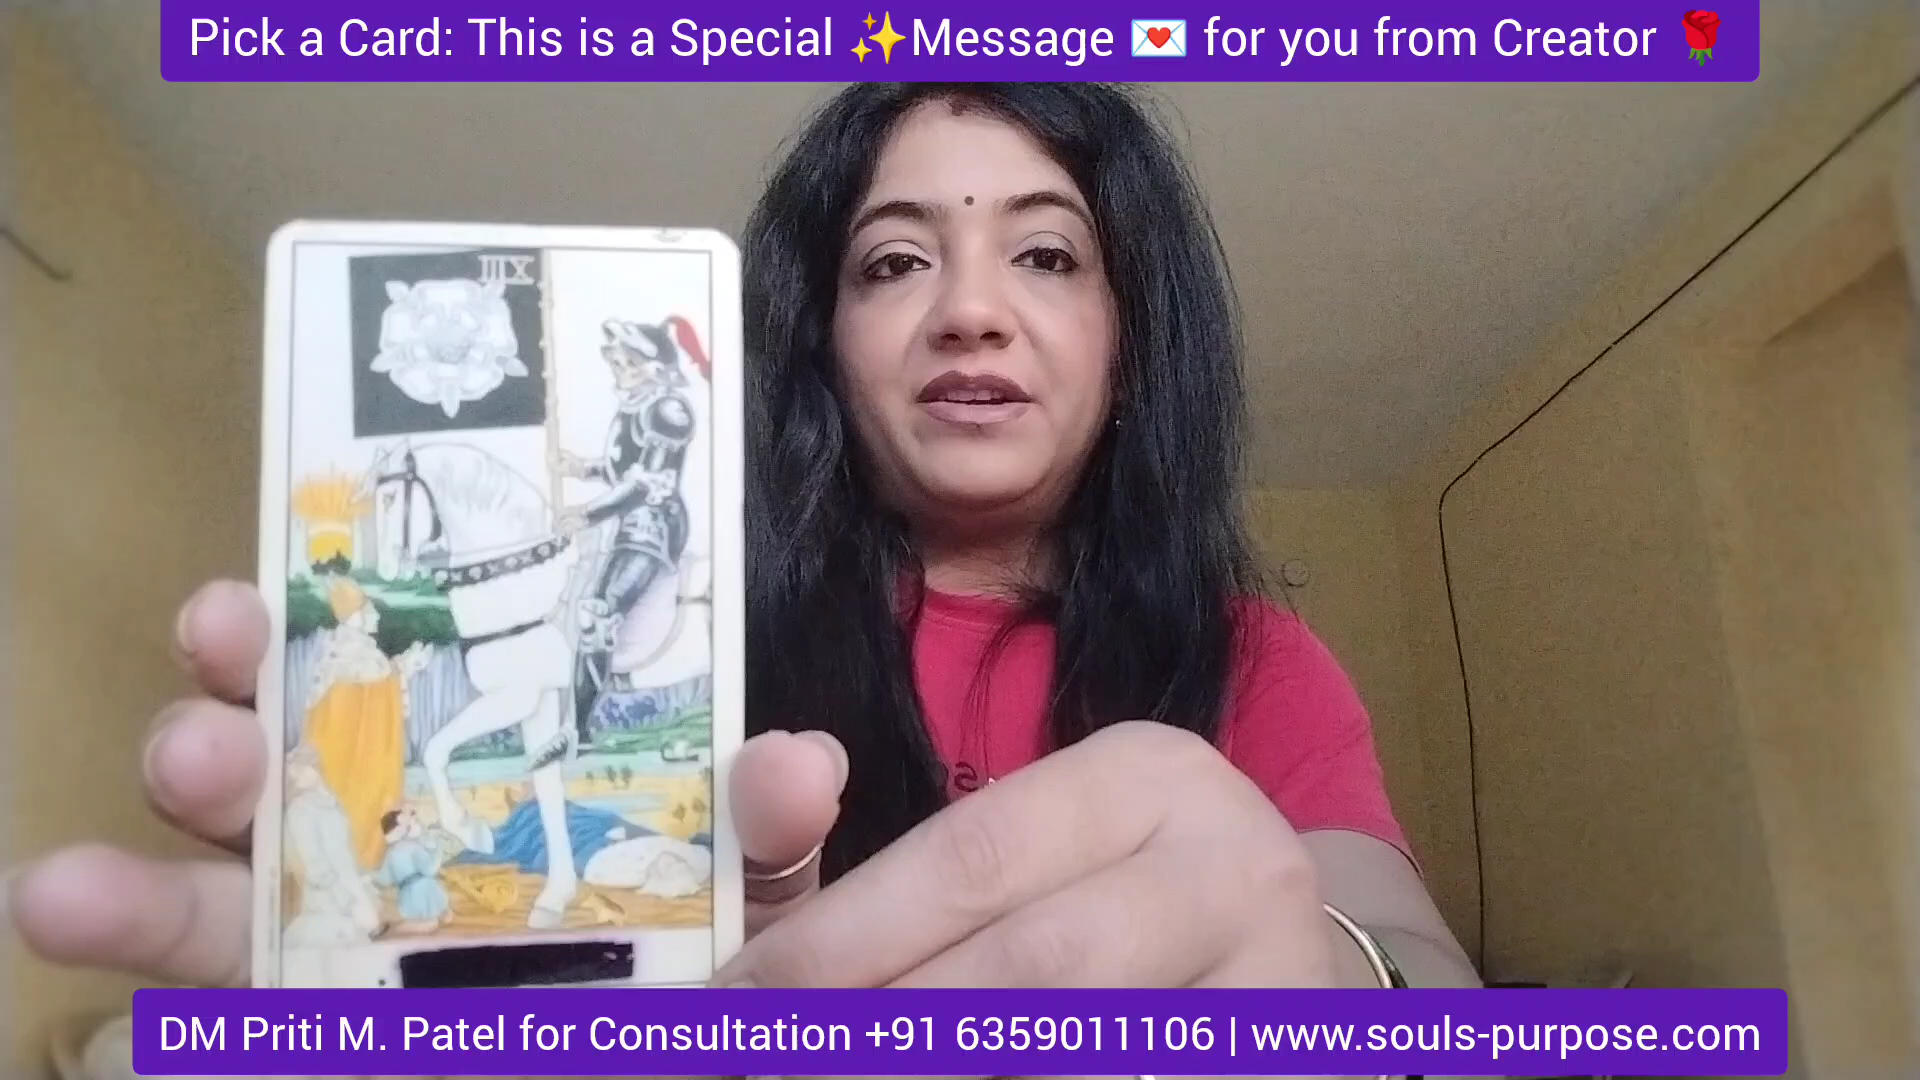 Pick a Card: This is a Special ✨Message 💌 for you from Creator 🌹
IIIX
DM Priti M. Patel for Consultation +91 6359011106 | www.souls-purpose.com